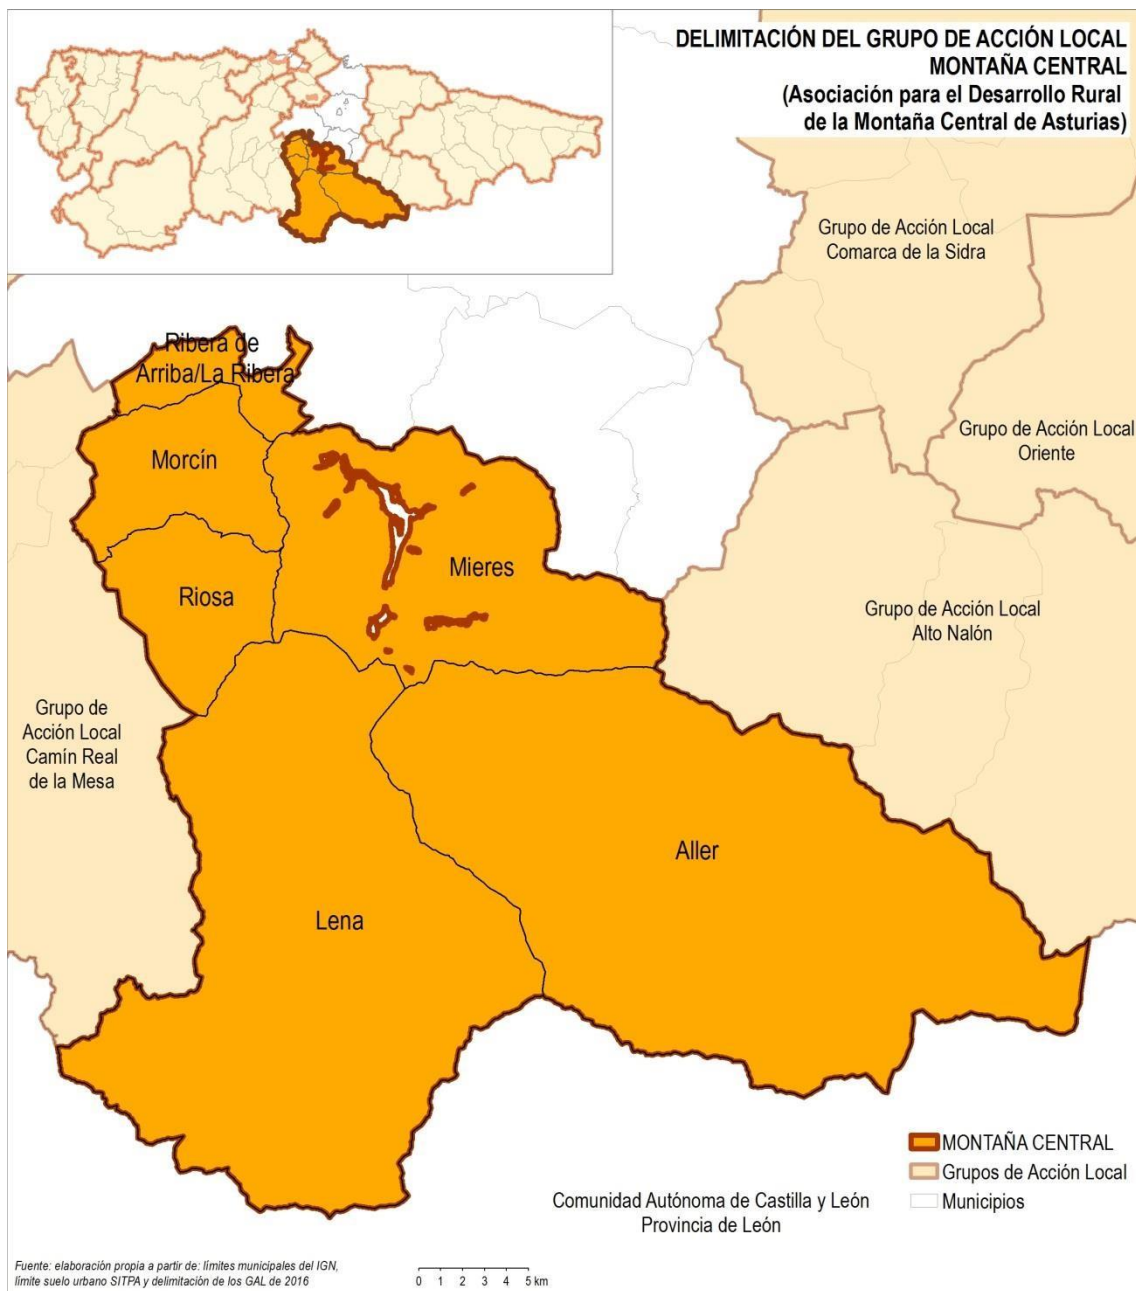 DELIMITACIÓN DEL GRUPO DE ACCIÓN LOCAL
MONTAÑA CENTRAL
(Asociación para el Desarrollo Rural
de la Montaña Central de Asturias)
Grupo de Acción Local
Comarca de la Sidra
Ribera de
Arriba/La Ribera
Grupo de Acción Local
Oriente
Morcín
Mieres
Riosa
Grupo de Acción Local
Alto Nalón
Grupo de
Acción Local
Camín Real
de la Mesa
Aller
Lena
MONTAÑA CENTRAL
Grupos de Acción Local
Municipios
Comunidad Autónoma de Castilla y León
Provincia de León
Fuente: elaboración propia a partir de: límites municipales del IGN,
límite suelo urbano SITPA y delimitación de los GAL de 2016
0 1 2 3 4 5 km